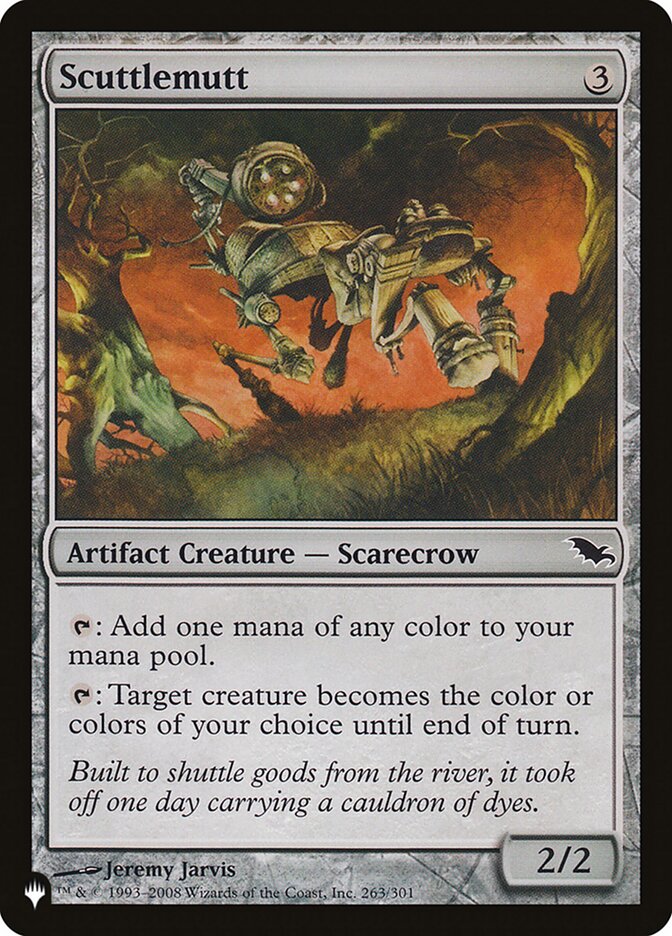 Scuttlemutt
3
Artifact Creature — Scarecrow
: Add one mana of any color to your
mana pool.
: Target creature becomes the color or
colors of your choice until end of turn.
Built to shuttle goods from the river, it took
off one day carrying a cauldron of dyes.
2/2
Jeremy Jarvis
™ & © 1993–2008 Wizards of the Coast, Inc. 263/301